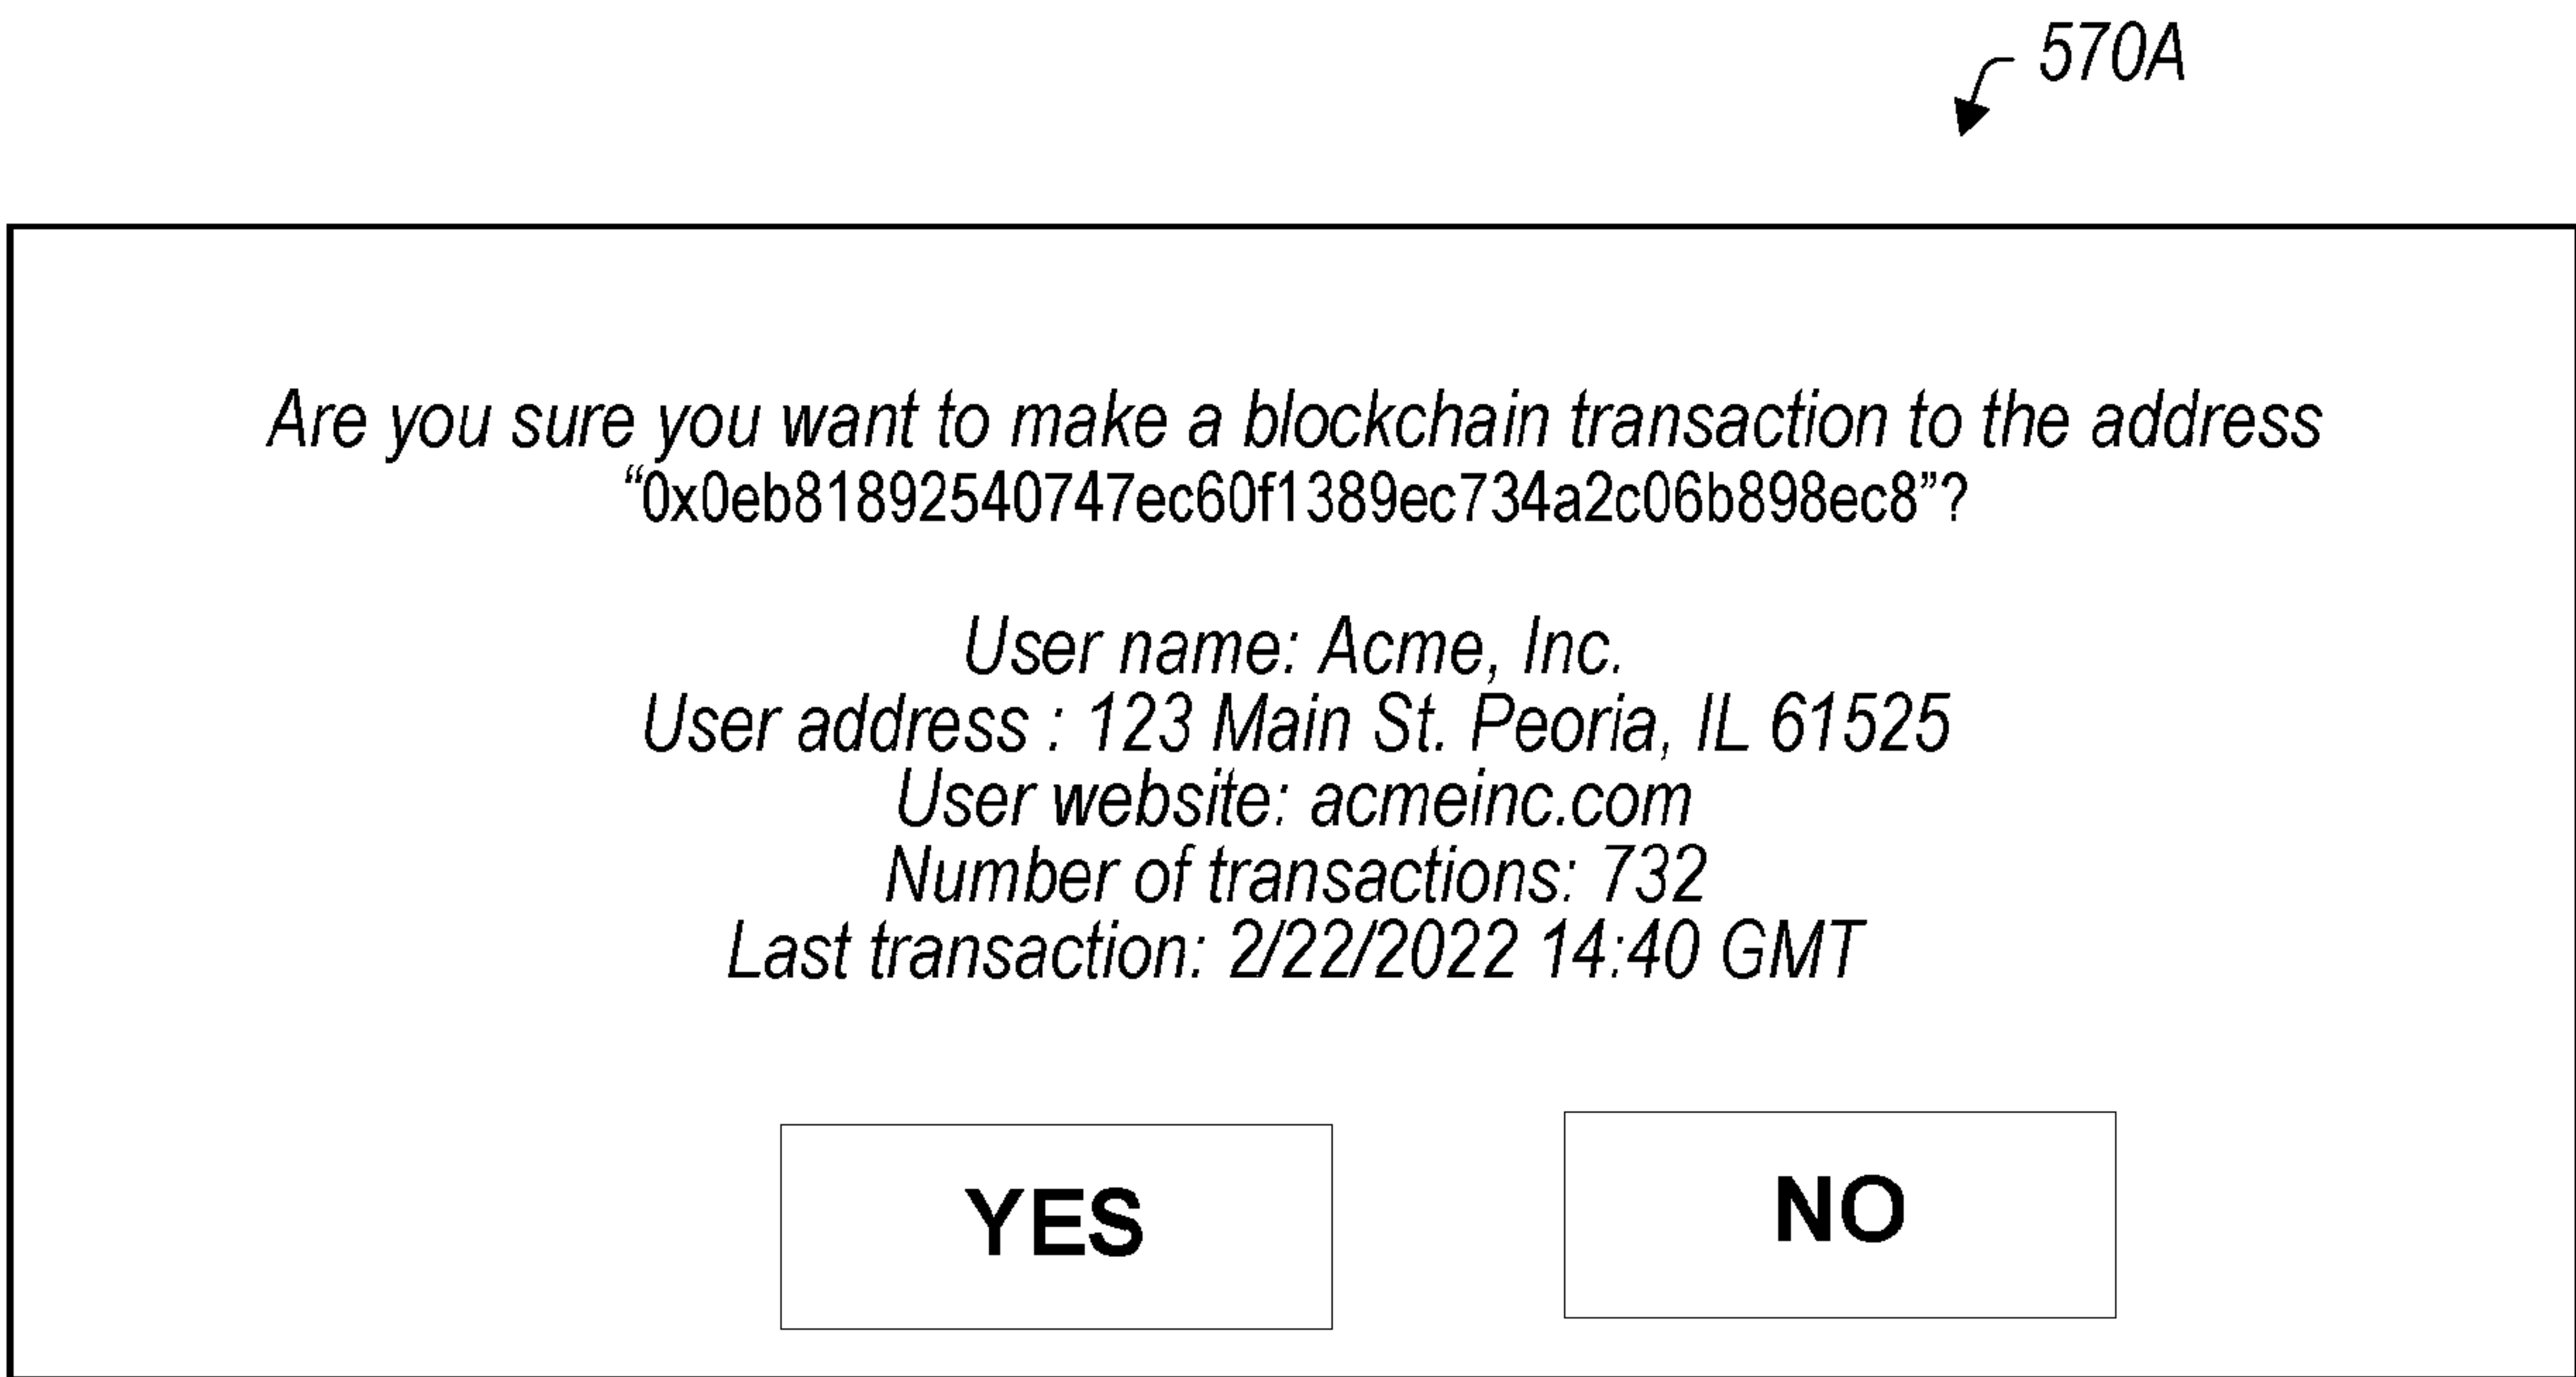 570A
Are you sure you want to make a blockchain transaction to the address
“0x0eb81892540747ec60f1389ec734a2c06b898ec8”?
User name: Acme, Inc.
User address : 123 Main St. Peoria, IL 61525
User website: acmeinc.com
Number of transactions: 732
Last transaction: 2/22/2022 14:40 GMT
YES
NO